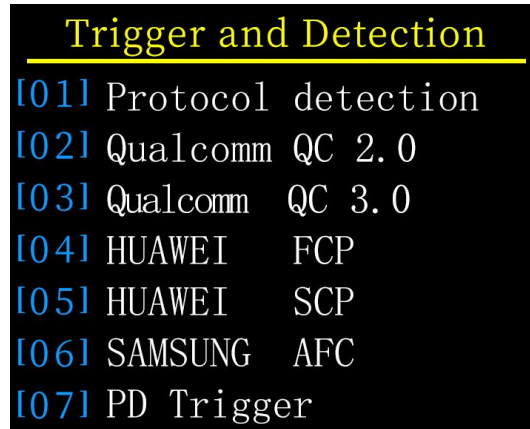 Trigger and Detection
[01] Protocol detection
[02] Qualcomm QC 2.0
[03] Qualcomm QC 3.0
[04] HUAWEI FCP
[05] HUAWEI SCP
[06] SAMSUNG AFC
[07] PD Trigger